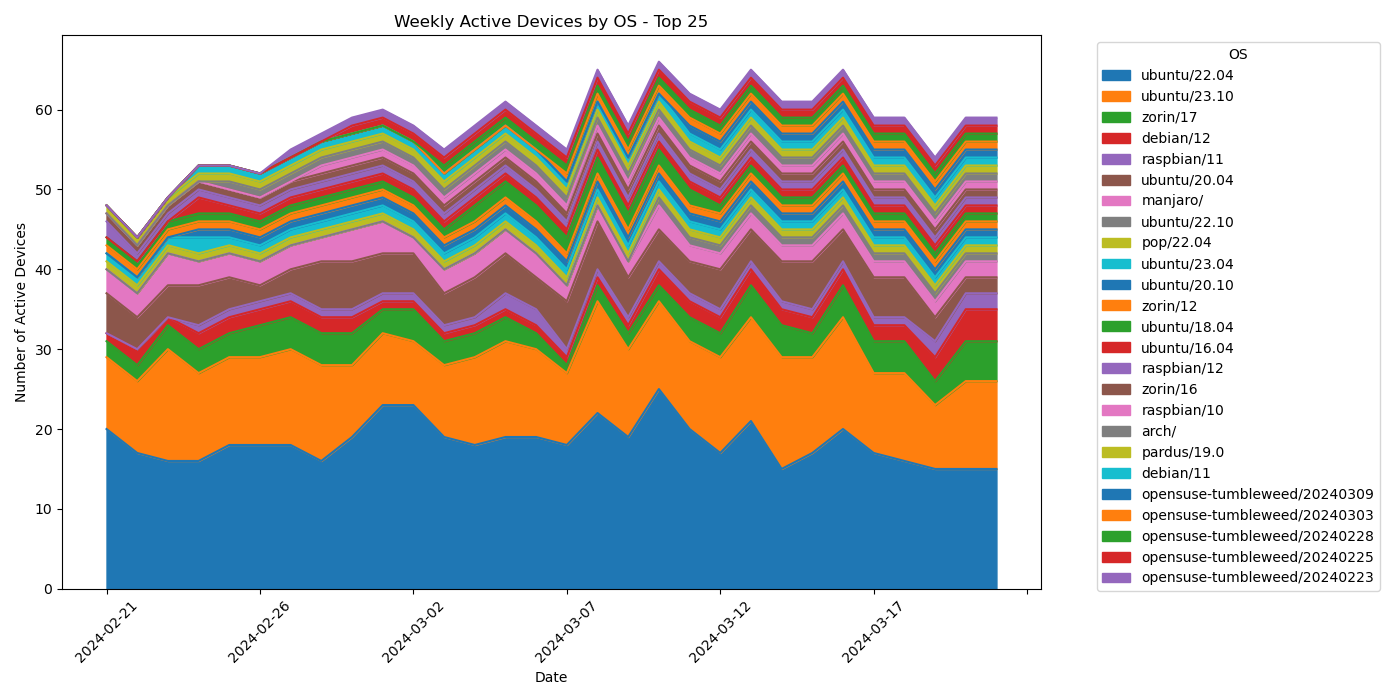 Weekly Active Devices by OS - Top 25
Number of Active Devices
60
50
40
30
20
10
0
2024-02-21
2024-02-26
2024-03-02
2024-03-07
2024-03-12
2024-03-17
Date
OS
ubuntu/22.04
ubuntu/23.10
zorin/17
debian/12
raspbian/11
ubuntu/20.04
manjaro/
ubuntu/22.10
pop/22.04
ubuntu/23.04
ubuntu/20.10
zorin/12
ubuntu/18.04
ubuntu/16.04
raspbian/12
zorin/16
raspbian/10
arch/
pardus/19.0
debian/11
opensuse-tumbleweed/20240309
opensuse-tumbleweed/20240303
opensuse-tumbleweed/20240228
opensuse-tumbleweed/20240225
opensuse-tumbleweed/20240223